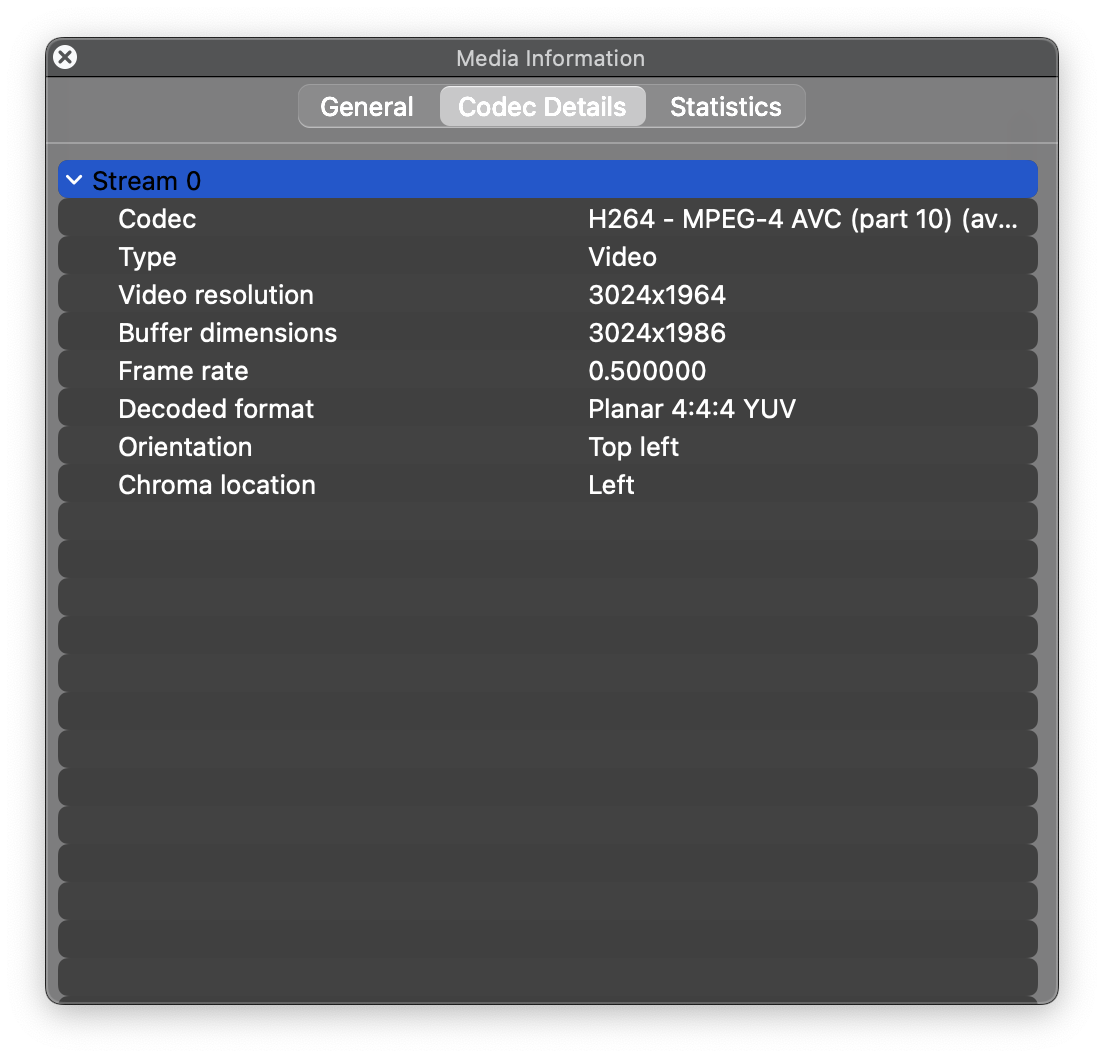 Media Information
General Codec Details Statistics
Stream 0
Codec H264 - MPEG-4 AVC (part 10) (av...
Type Video
Video resolution 3024x1964
Buffer dimensions 3024x1986
Frame rate 0.500000
Decoded format Planar 4:4:4 YUV
Orientation Top left
Chroma location Left